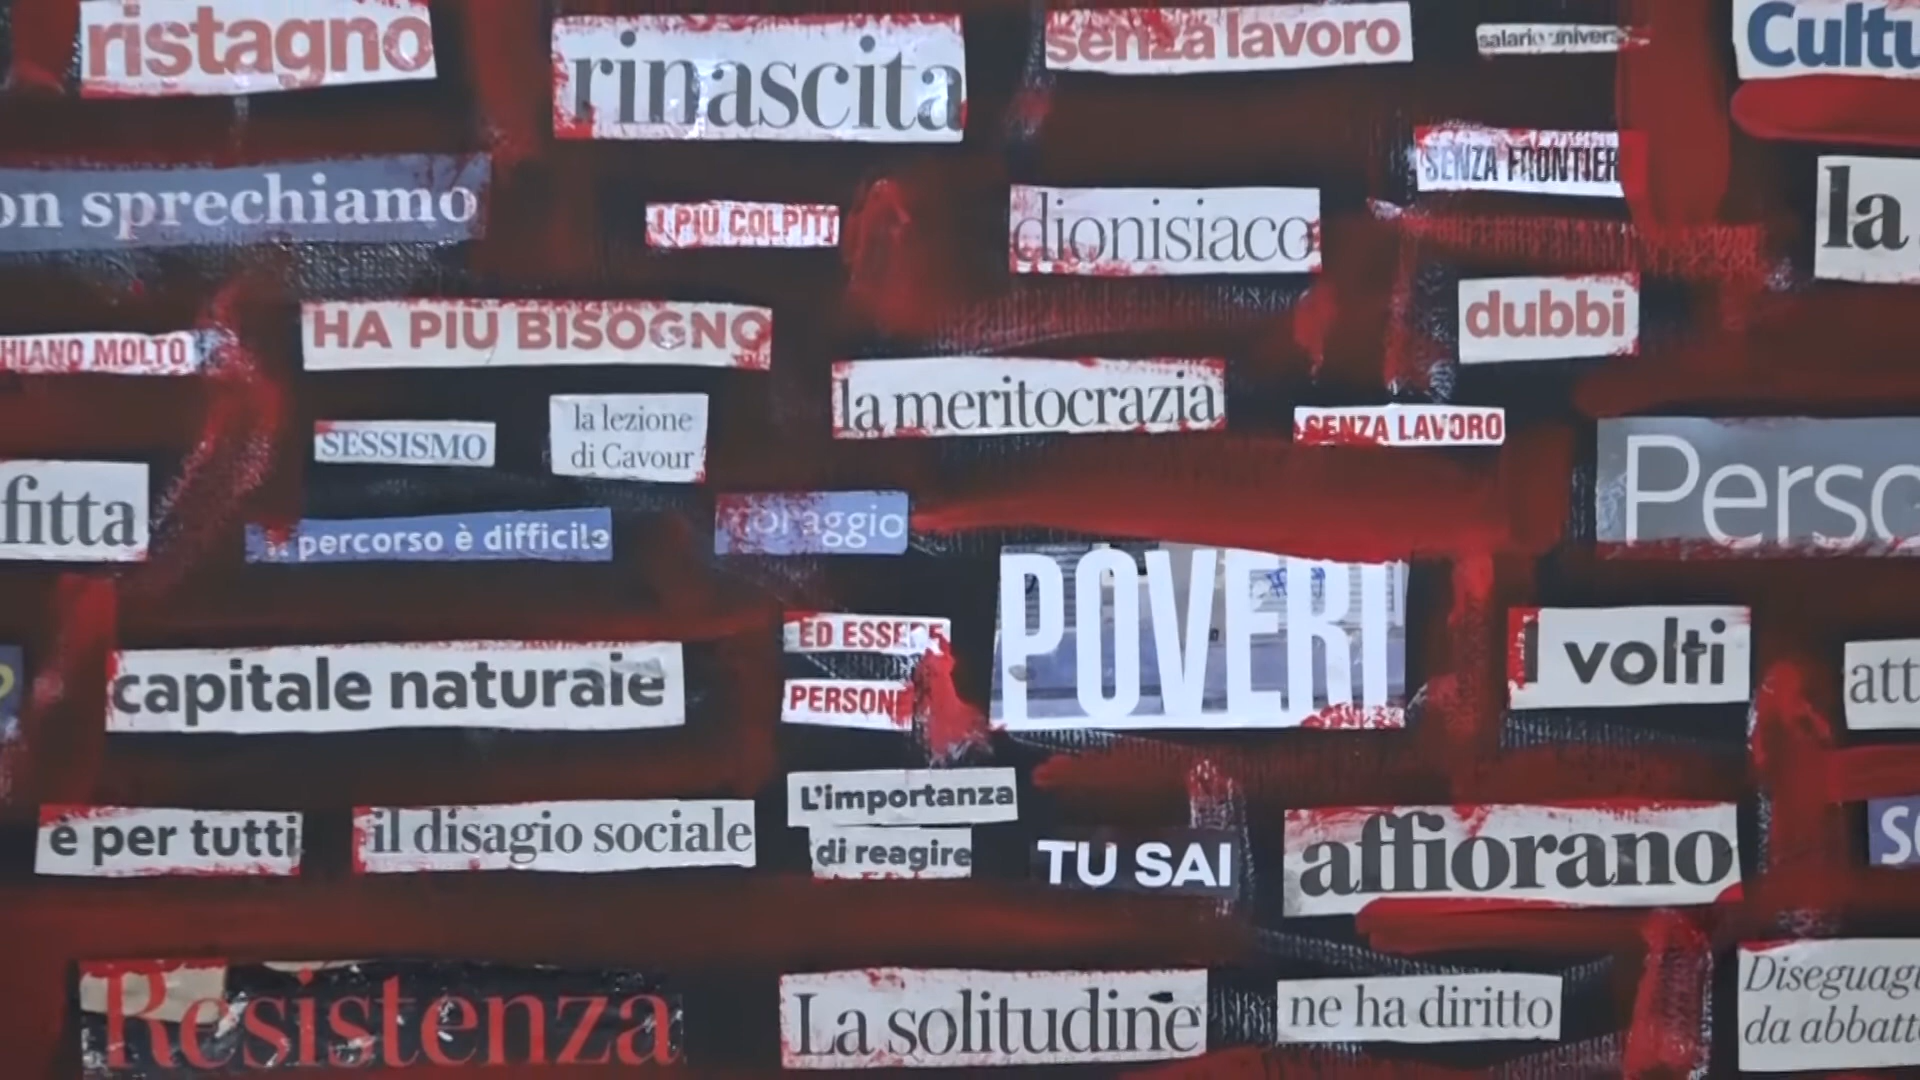 ristagno
rinascita
senza lavoro
salario univers
Cultu
on sprechiamo
I PIÙ COLPITI
dionisiaco
SENZA FRONTIER
la
HIANO MOLTO
HA PIÙ BISOGNO
la meritocrazia
dubbi
SESSISMO
la lezione
di Cavour
SENZA LAVORO
Perso
fitta
percorso è difficile
coraggio
POVERI
ED ESSERE
PERSONE
capitale naturale
I volti
att
è per tutti
il disagio sociale
L'importanza
di reagire
TU SAI
affiorano
Resistenza
La solitudine
ne ha diritto
Diseguagl
da abbatt